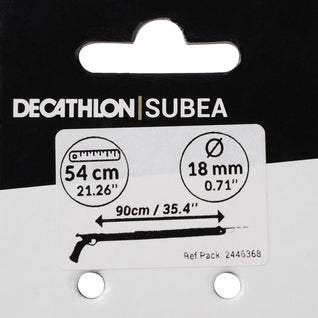 DECATHLON|SUBEA
54 cm
21.26''
Ø
18 mm
0.71''
90cm / 35.4''
Ref Pack: 2446368